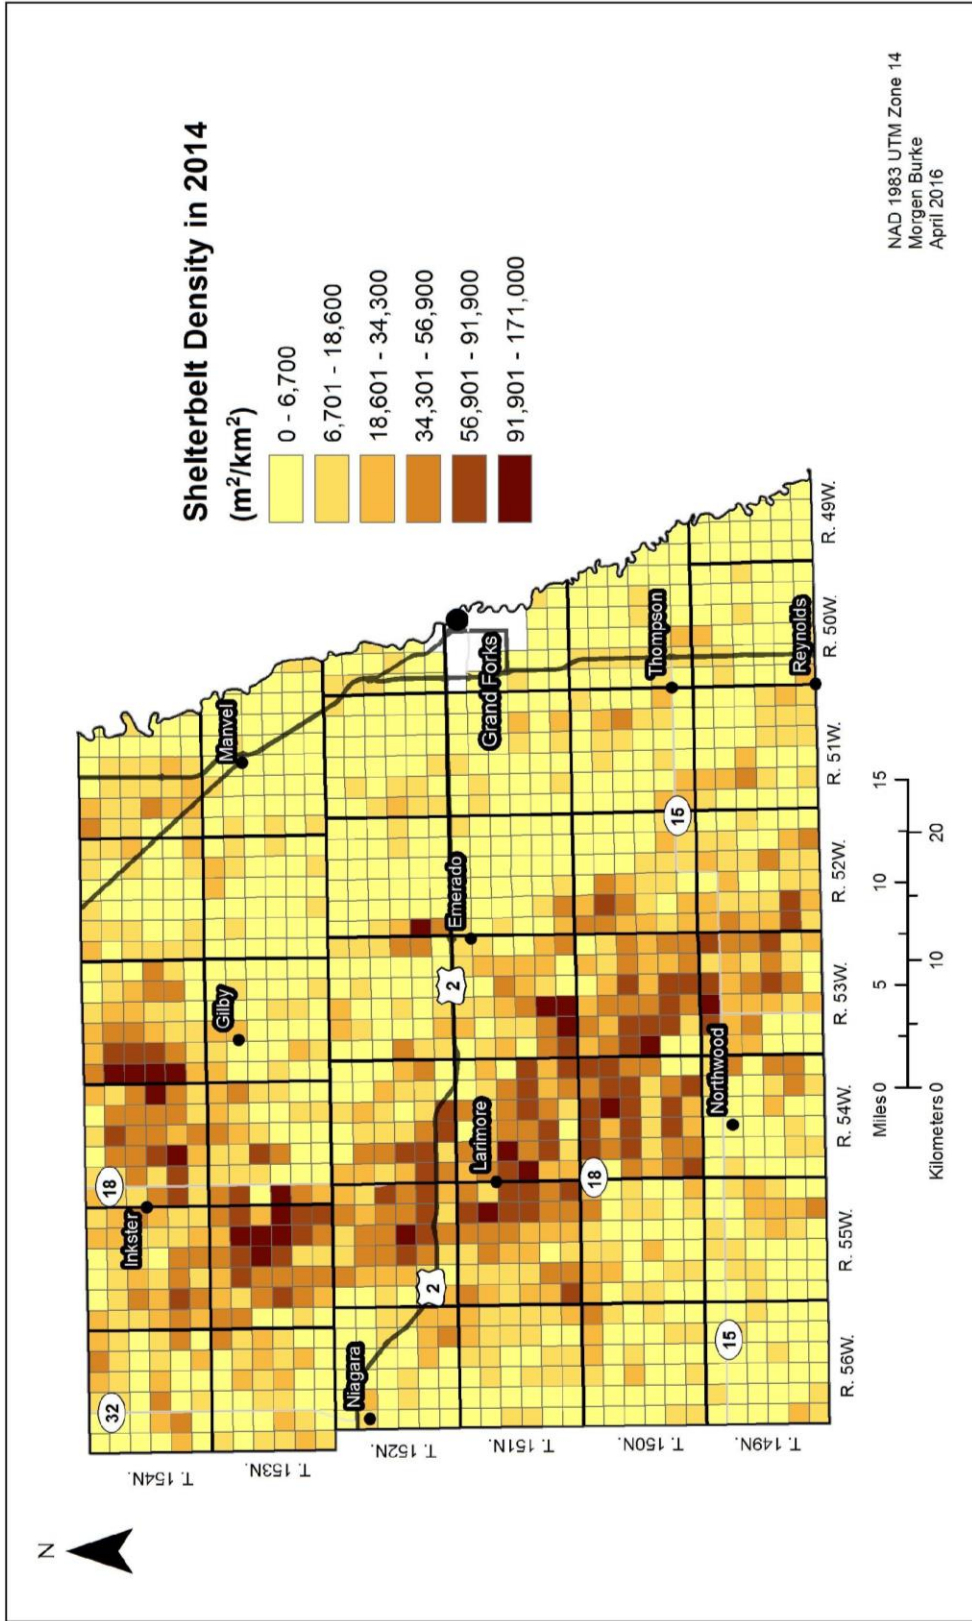 N
Shelterbelt Density in 2014
(m²/km²)
0 - 6,700
6,701 - 18,600
18,601 - 34,300
34,301 - 56,900
56,901 - 91,900
91,901 - 171,000
32
18
Inkster
Manvel
Gilby
Niagara
2
2
Emerado
Grand Forks
Larimore
18
15
Thompson
15
Northwood
Reynolds
T. 154N.
T. 153N.
T. 152N.
T. 151N.
T. 150N.
T. 149N.
R. 56W.
R. 55W.
R. 54W.
R. 53W.
R. 52W.
R. 51W.
R. 50W.
R. 49W.
Miles 0 5 10 15
Kilometers 0 10 20
NAD 1983 UTM Zone 14
Morgen Burke
April 2016